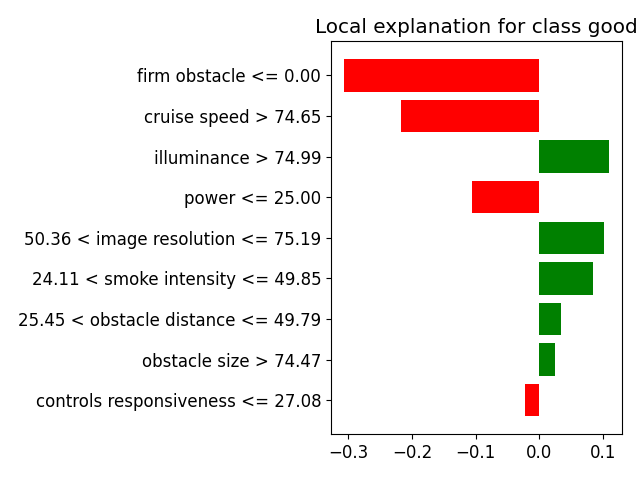 Local explanation for class good
firm obstacle <= 0.00
cruise speed > 74.65
illuminance > 74.99
power <= 25.00
50.36 < image resolution <= 75.19
24.11 < smoke intensity <= 49.85
25.45 < obstacle distance <= 49.79
obstacle size > 74.47
controls responsiveness <= 27.08
−0.3 −0.2 −0.1 0.0 0.1